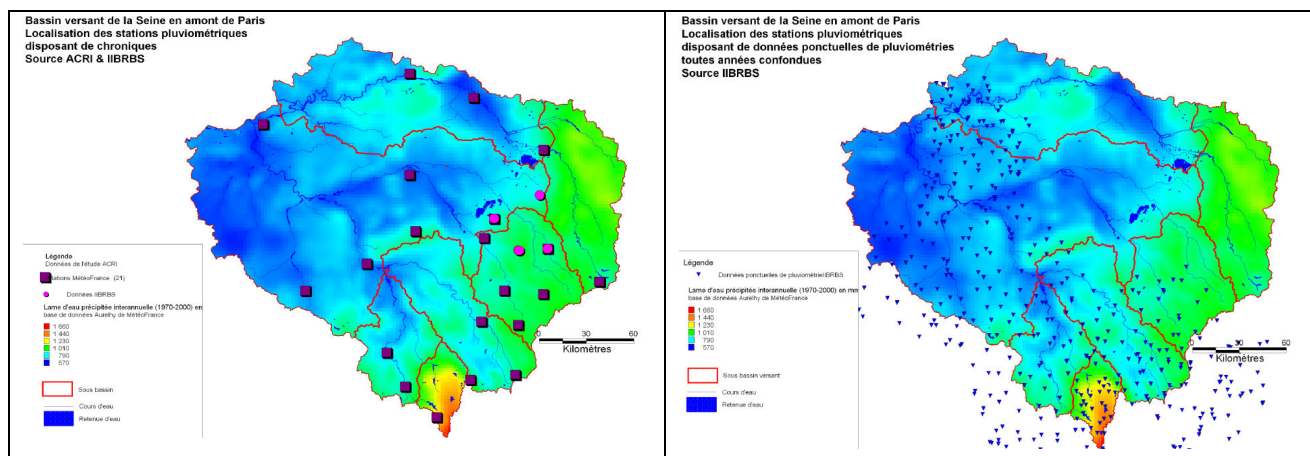 Bassin versant de la Seine en amont de Paris
Localisation des stations pluviométriques
disposant de chroniques
Source ACRI & IIBRBS
Légende
Données de l'étude ACRI
Stations MétéoFrance (21)
Données IIBRBS
Lame d'eau précipitée interannuelle (1970-2000) en
base de données Aurelhy de MétéoFrance
1 660
1 440
1 230
1 010
790
570
Sous bassin
Cours d'eau
Retenue d'eau
0 30 60
Kilomètres
Bassin versant de la Seine en amont de Paris
Localisation des stations pluviométriques
disposant de données ponctuelles de pluviométries
toutes années confondues
Source IIBRBS
Légende
Données ponctuelles de pluviométrie IBRBS
Lame d'eau précipitée interannuelle (1970-2000) en mm
base de données Aurelhy de MétéoFrance
1 660
1 440
1 230
1 010
790
570
Sous bassin versant
Cours d'eau
Retenue d'eau
0 30 60
Kilomètres